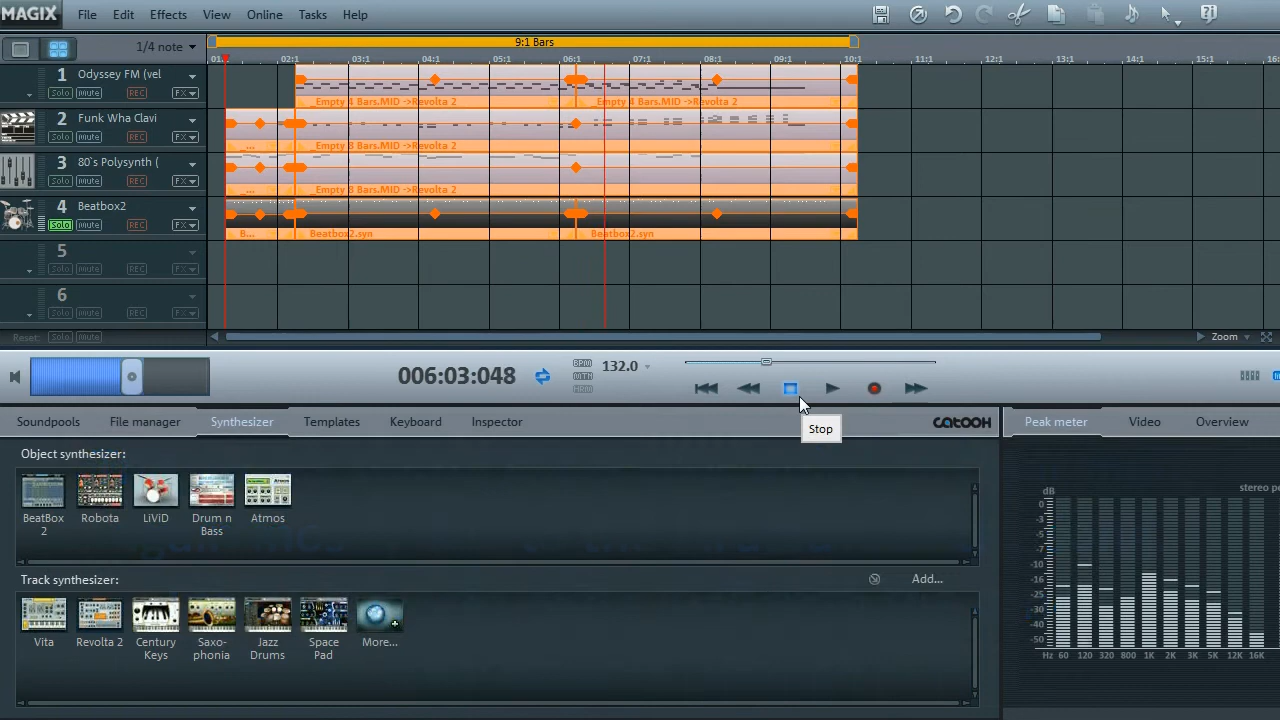 MAGIX File Edit Effects View Online Tasks Help
1/4 note
9:1 Bars
02:1 03:1 04:1 05:1 06:1 07:1 08:1 09:1 10:1 11:1 12:1 13:1 14:1 15:1
1 Odyssey FM (vel
Solo mute REC FX
_Empty 4 Bars.MID ->Revolta 2 _Empty 4 Bars.MID ->Revolta 2
2 Funk Wha Clavi
Solo mute REC FX
_... _Empty 8 Bars.MID ->Revolta 2
3 80`s Polysynth (
Solo mute REC FX
_... _Empty 8 Bars.MID ->Revolta 2
4 Beatbox2
Solo mute REC FX
B... Beatbox2.syn Beatbox2.syn
5
Solo mute REC FX
6
Solo mute REC FX
Reset: Solo mute Zoom
006:03:048 BPM 132.0
Stop
Soundpools File manager Synthesizer Templates Keyboard Inspector catooh Peak meter Video Overview
Object synthesizer:
BeatBox 2
Robota
LiViD
Drum n Bass
Atmos
Track synthesizer: Add...
Vita
Revolta 2
Century Keys
Saxo-phonia
Jazz Drums
Space Pad
More...
stereo
dB
0
-3
-5
-7
-10
-16
-25
-30
-40
-50
Hz 60 120 320 800 1K 2K 3K 5K 12K 16K